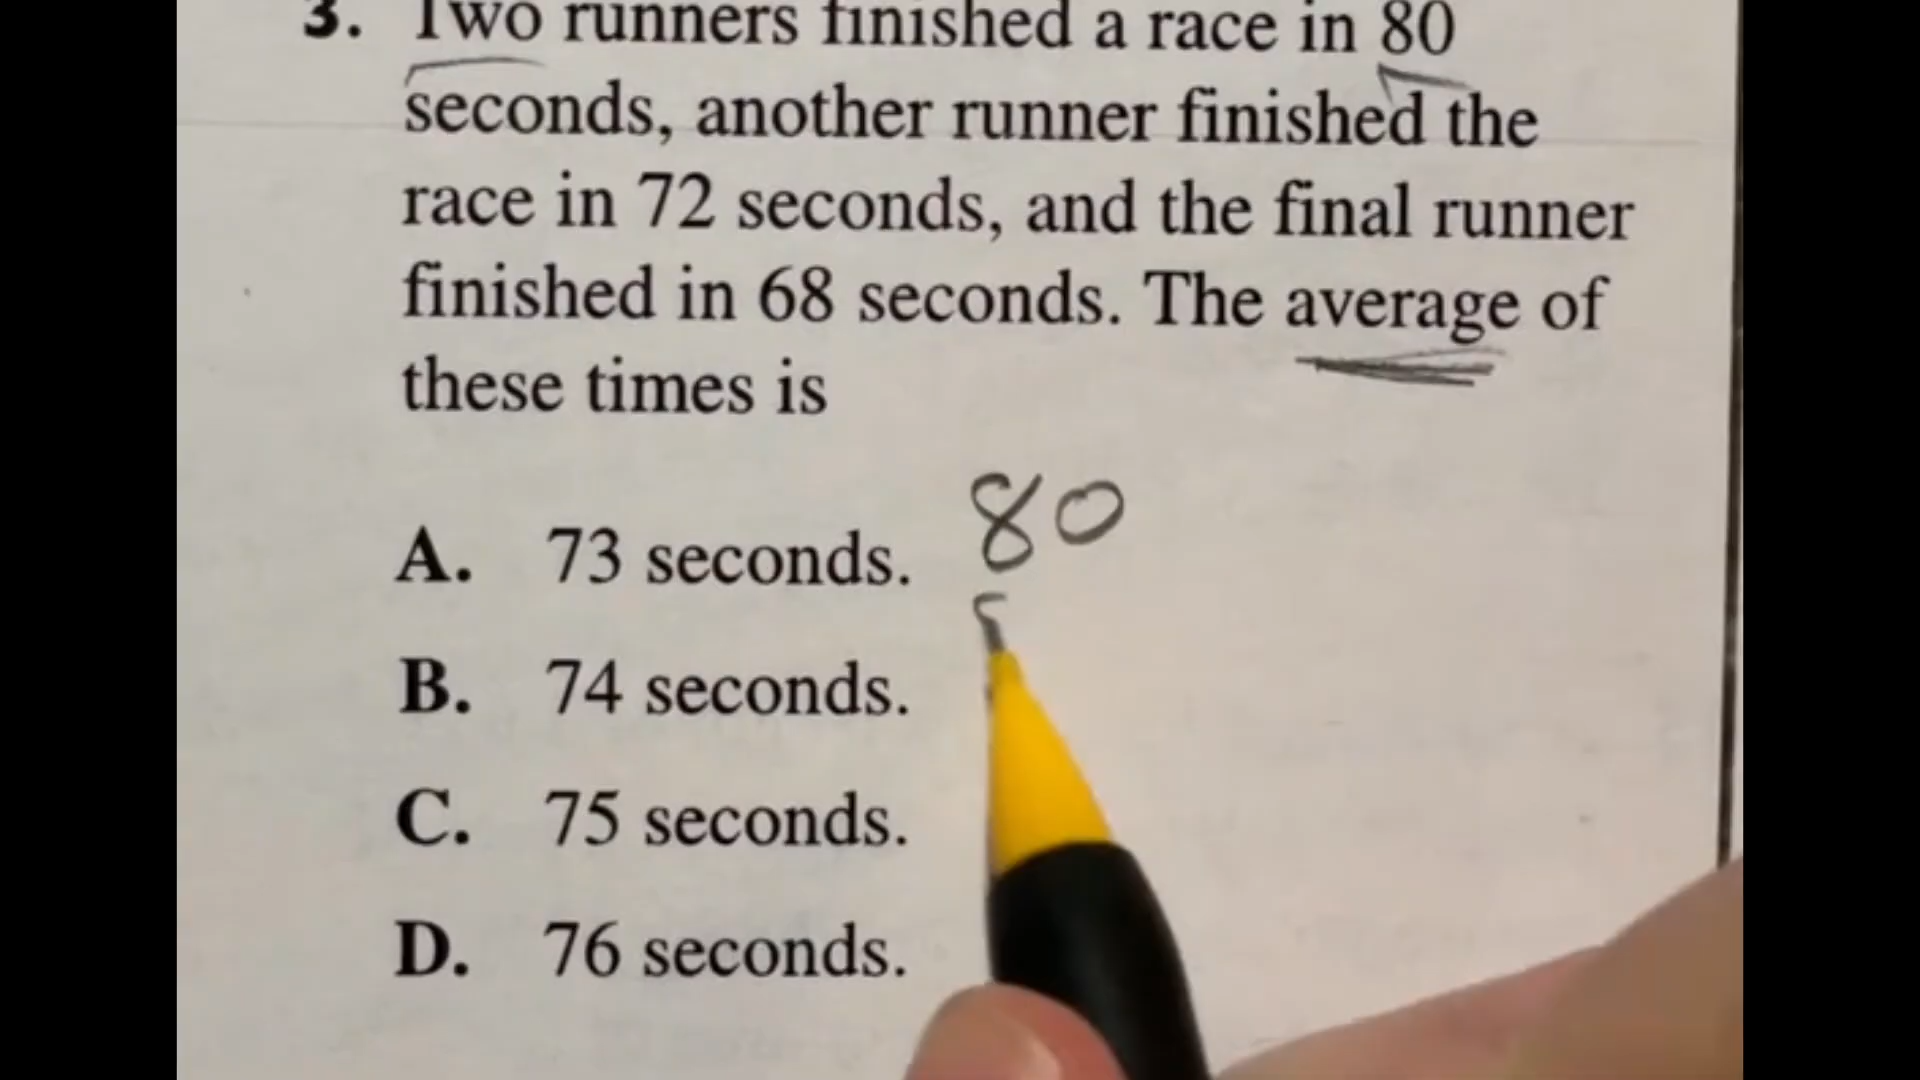 3. Two runners finished a race in 80
seconds, another runner finished the
race in 72 seconds, and the final runner
finished in 68 seconds. The average of
these times is
80
A. 73 seconds.
B. 74 seconds.
C. 75 seconds.
D. 76 seconds.